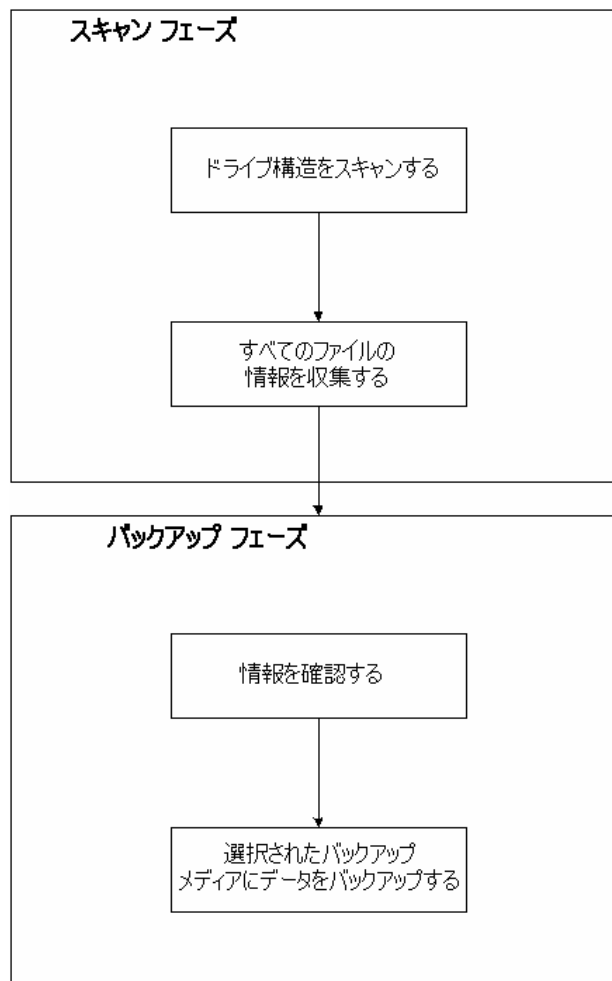 スキャン フェーズ
ドライブ構造をスキャンする
すべてのファイルの
情報を収集する
バックアップ フェーズ
情報を確認する
選択されたバックアップ
メディアにデータをバックアップする